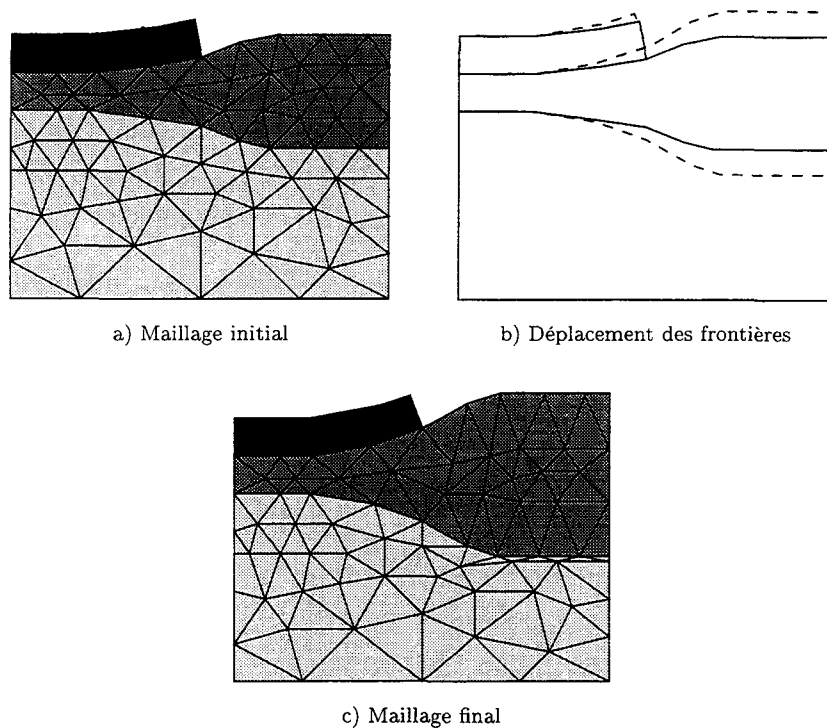 a) Maillage initial
b) Déplacement des frontières
c) Maillage final